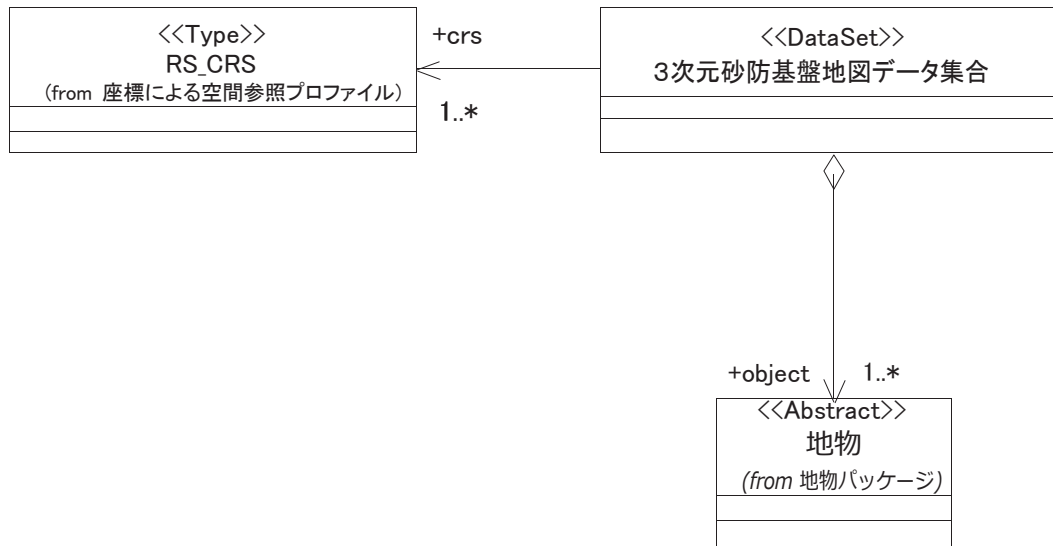 <<Type>>
RS_CRS
(from 座標による空間参照プロファイル)
+crs
1..*
<<DataSet>>
3次元砂防基盤地図データ集合
+object
1..*
<<Abstract>>
地物
(from 地物パッケージ)